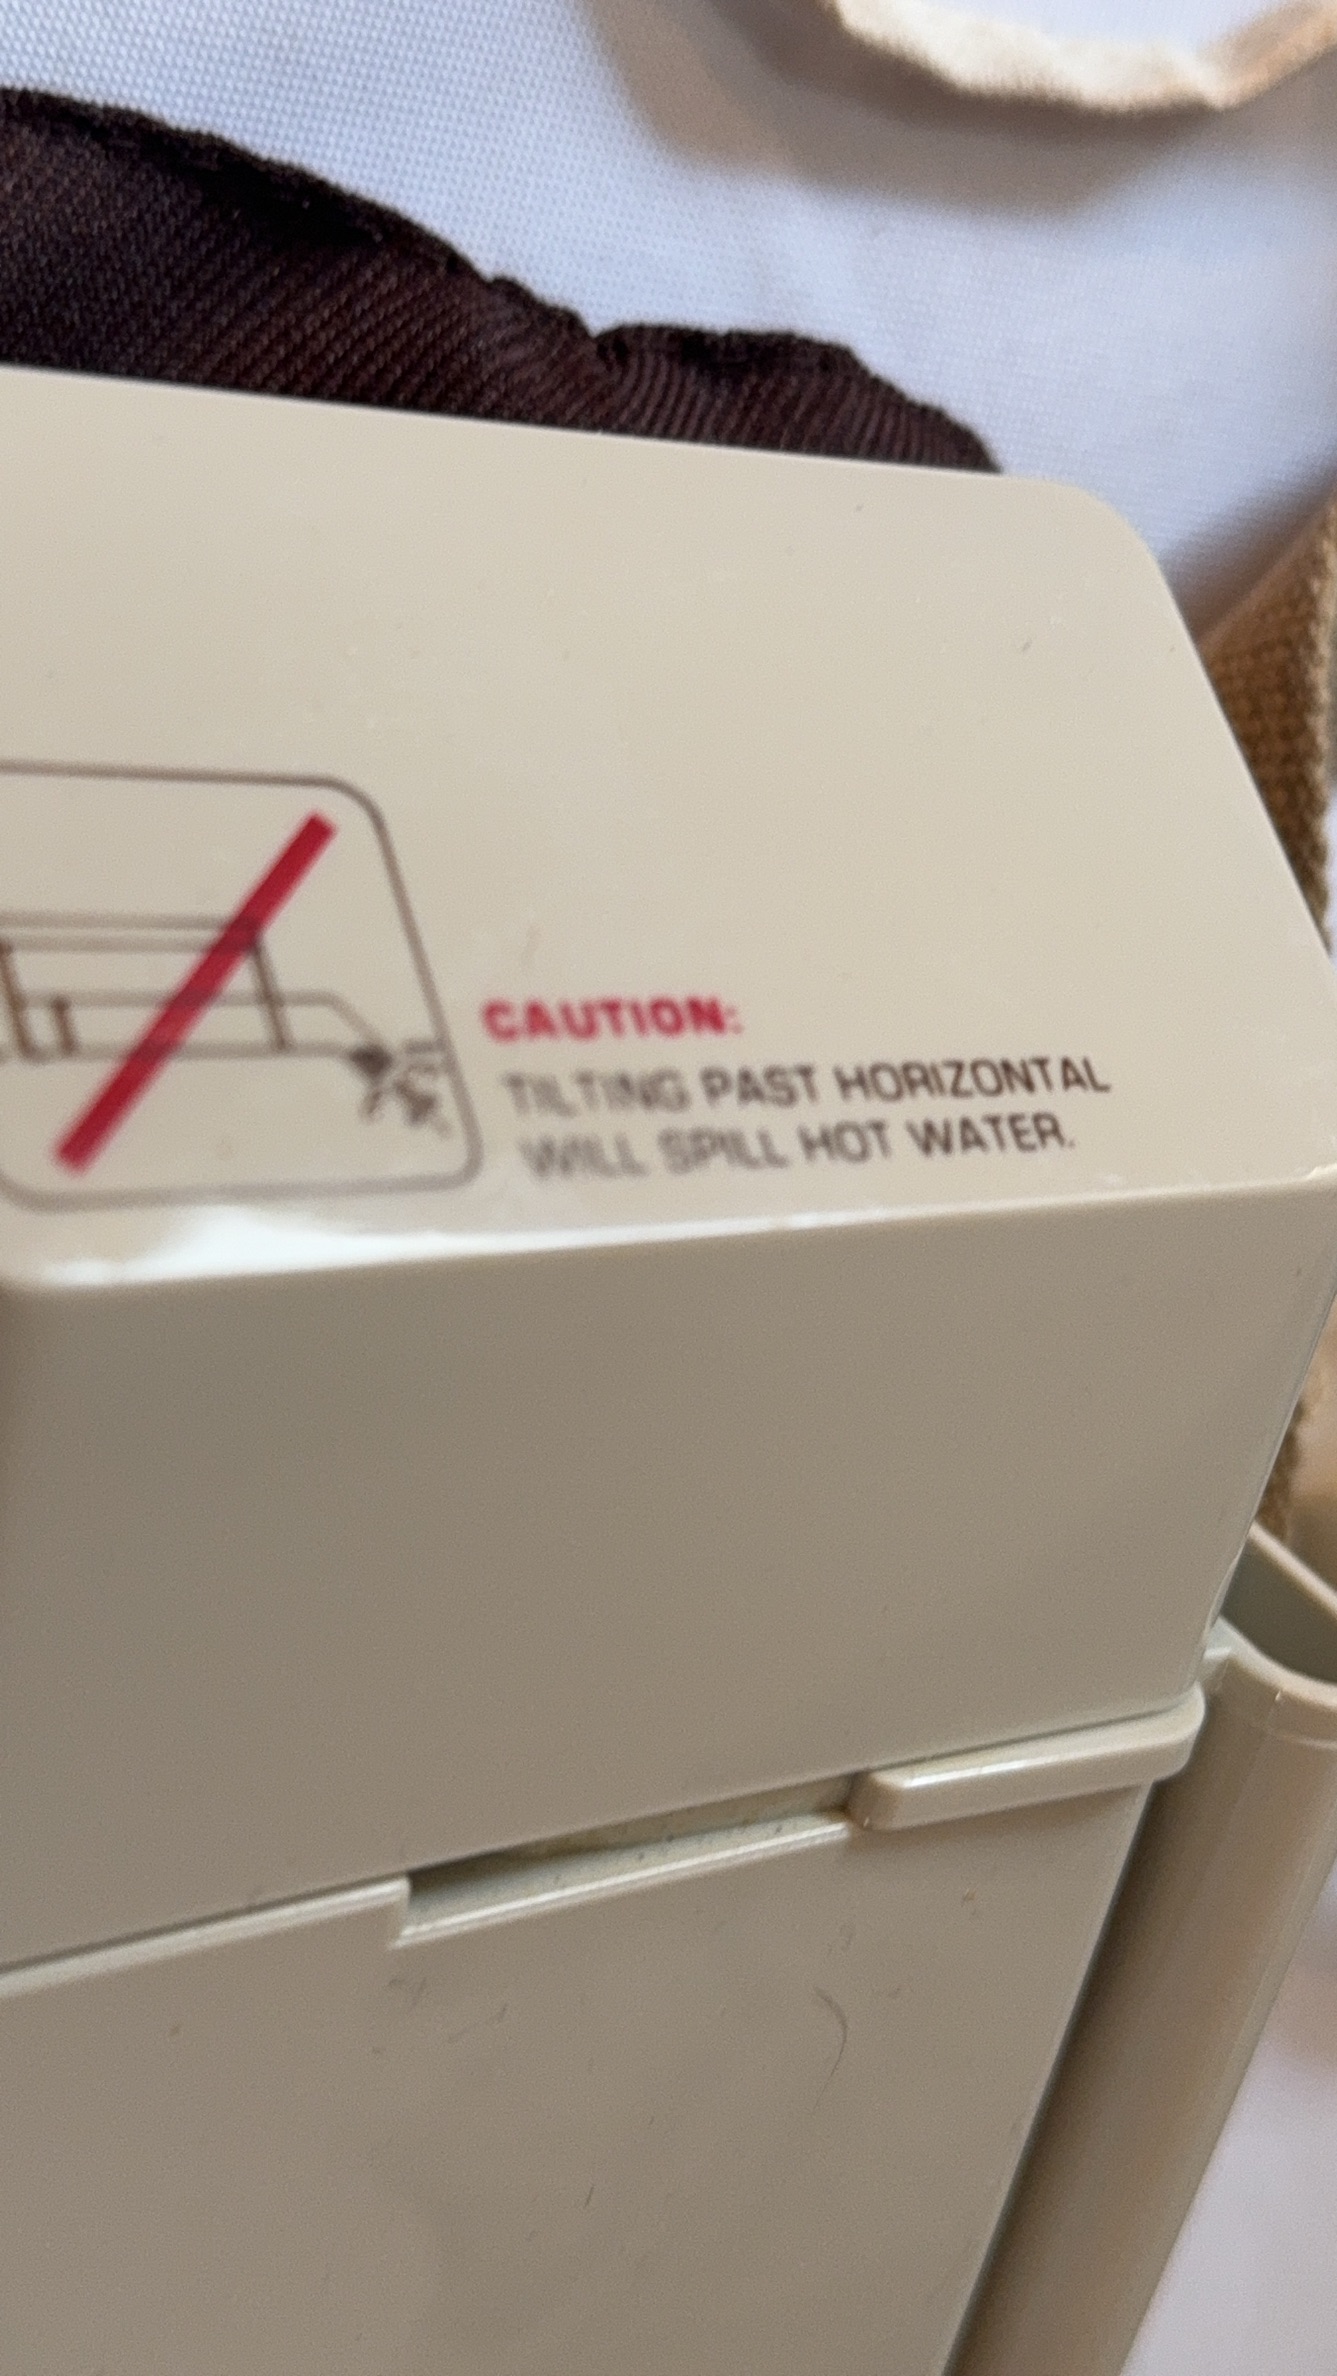 CAUTION:
TILTING PAST HORIZONTAL
WILL SPILL HOT WATER.